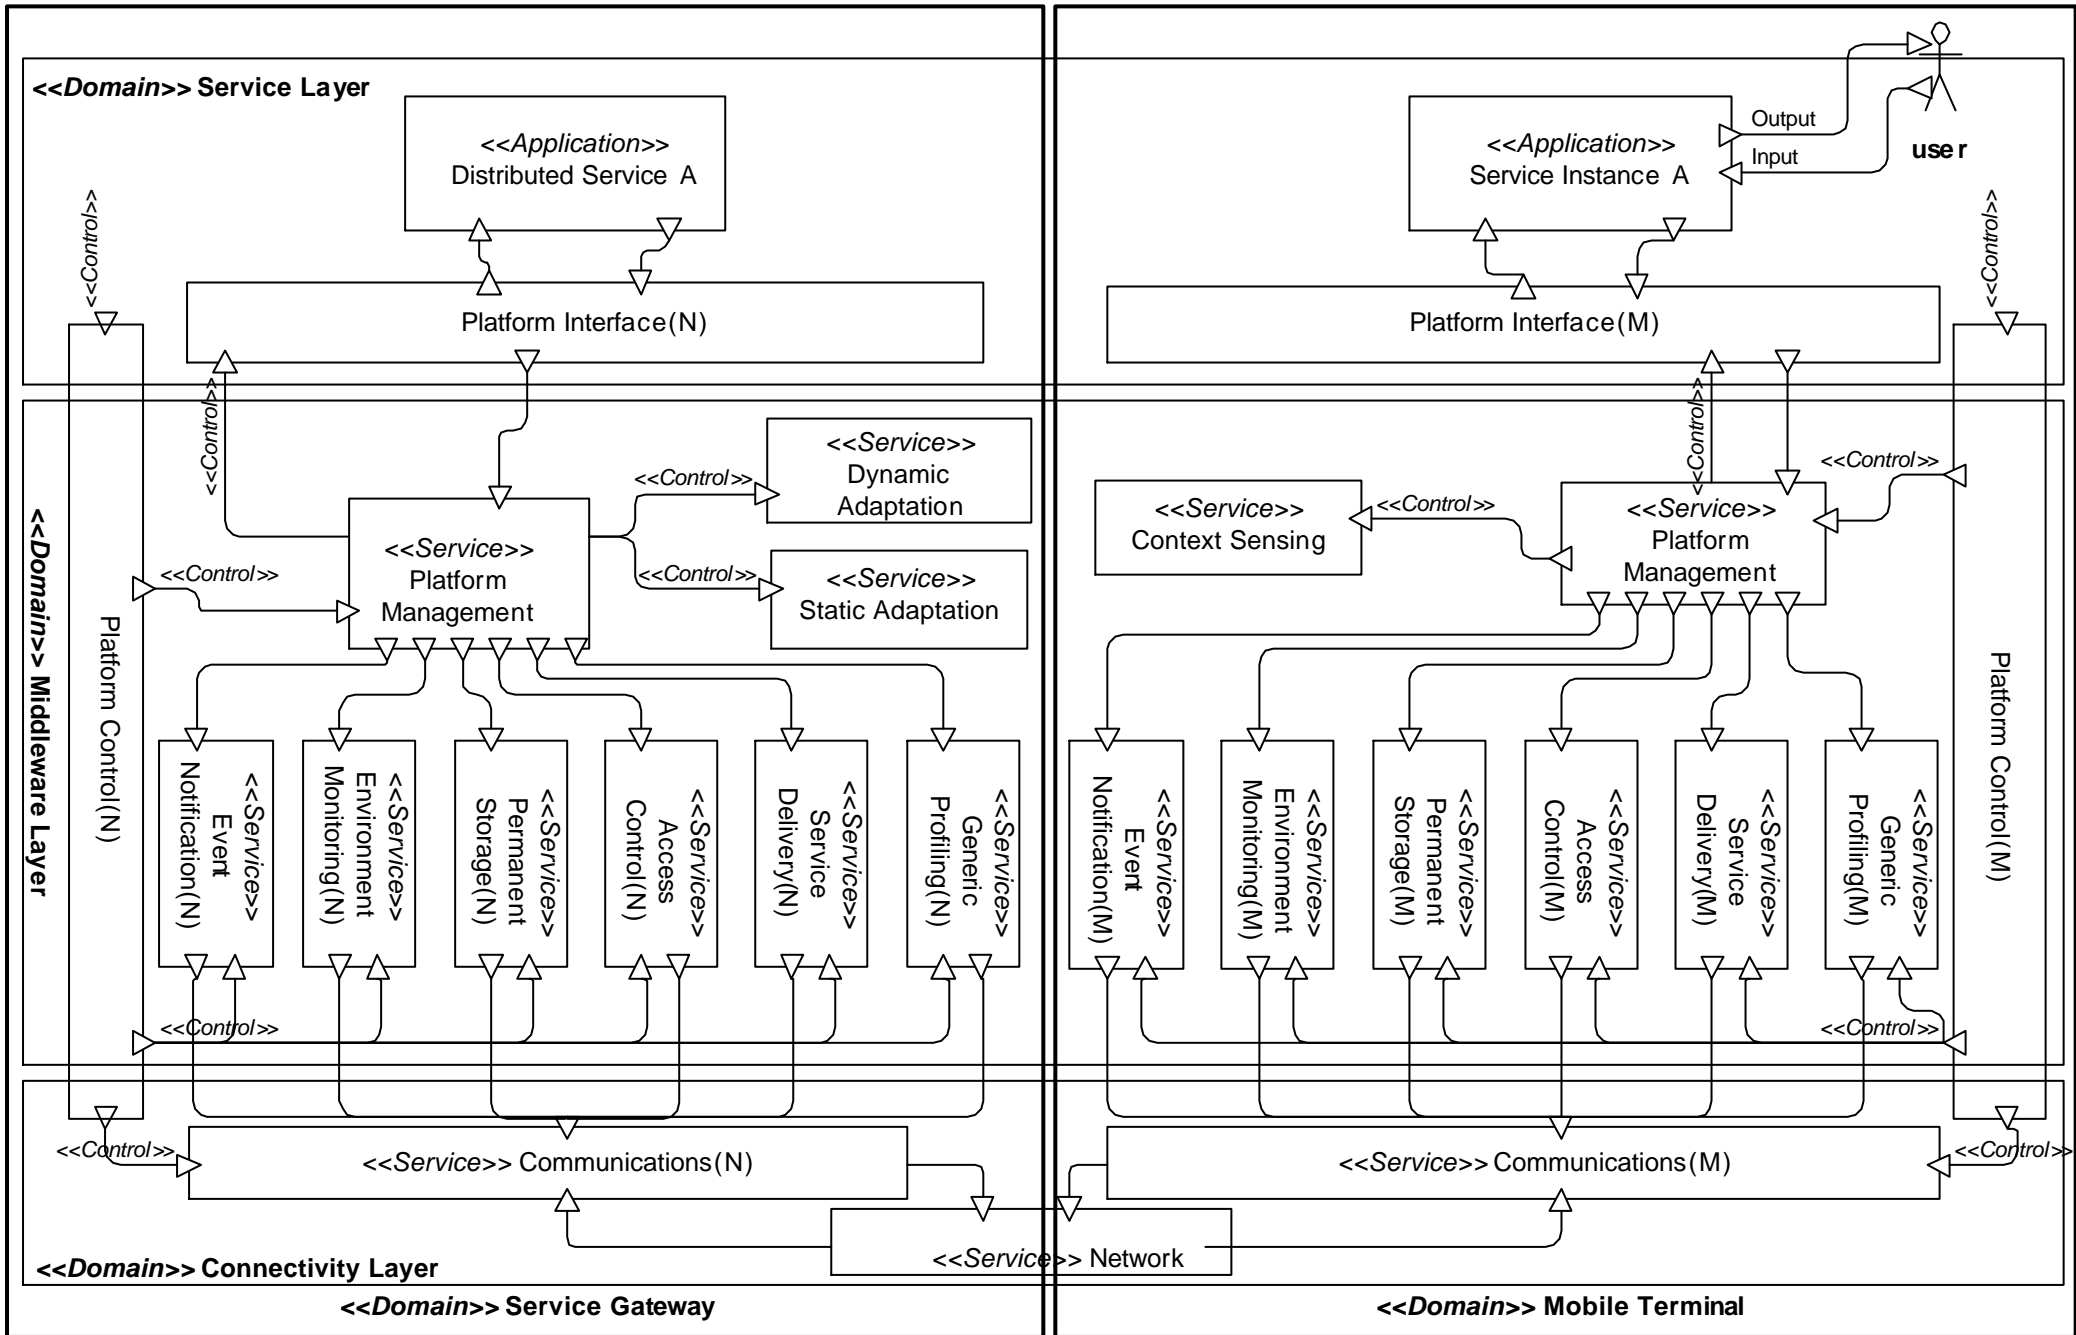 <<Domain>> Service Layer
<<Application>>
Distributed Service A
<<Application>>
Service Instance A
Output
Input
user
<<Control>>
<<Control>>
Platform Interface(N)
Platform Interface(M)
<<Control>>
<<Control>>
<<Domain>> Middleware Layer
Platform Control(N)
<<Control>>
<<Service>>
Platform
Management
<<Control>>
<<Service>>
Dynamic
Adaptation
<<Control>>
<<Service>>
Static Adaptation
<<Service>>
Context Sensing
<<Control>>
<<Service>>
Platform
Management
<<Control>>
Platform Control(M)
<<Service>>
Event
Notification(N)
<<Service>>
Environment
Monitoring(N)
<<Service>>
Permanent
Storage(N)
<<Service>>
Access
Control(N)
<<Service>>
Service
Delivery(N)
<<Service>>
Generic
Profiling(N)
<<Service>>
Event
Notification(M)
<<Service>>
Environment
Monitoring(M)
<<Service>>
Permanent
Storage(M)
<<Service>>
Access
Control(M)
<<Service>>
Service
Delivery(M)
<<Service>>
Generic
Profiling(M)
<<Control>>
<<Control>>
<<Control>>
<<Service>> Communications(N)
<<Service>> Communications(M)
<<Control>>
<<Service>> Network
<<Domain>> Connectivity Layer
<<Domain>> Service Gateway
<<Domain>> Mobile Terminal